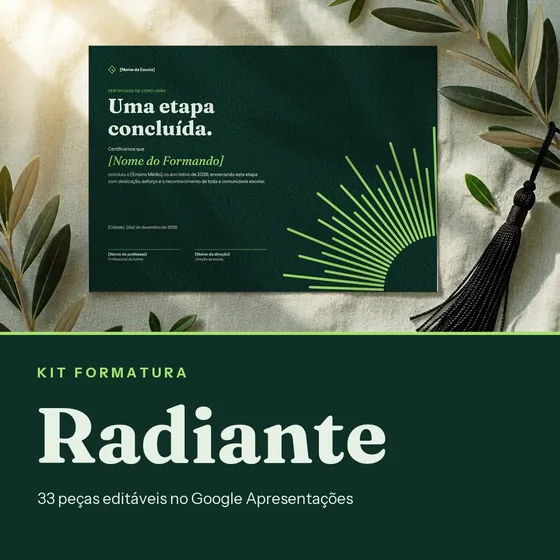 [Nome da Escola]
CERTIFICADO DE CONCLUSÃO
Uma etapa
concluída.
Certificamos que
[Nome do Formando]
concluiu o [Ensino Médio] no ano letivo de 2026, encerrando esta etapa
com dedicação, esforço e o reconhecimento de toda a comunidade escolar.
[Cidade], [dia] de dezembro de 2026
[Nome do professor]
Professor(a) da turma
[Nome da direção]
Direção da escola
KIT FORMATURA
Radiante
33 peças editáveis no Google Apresentações